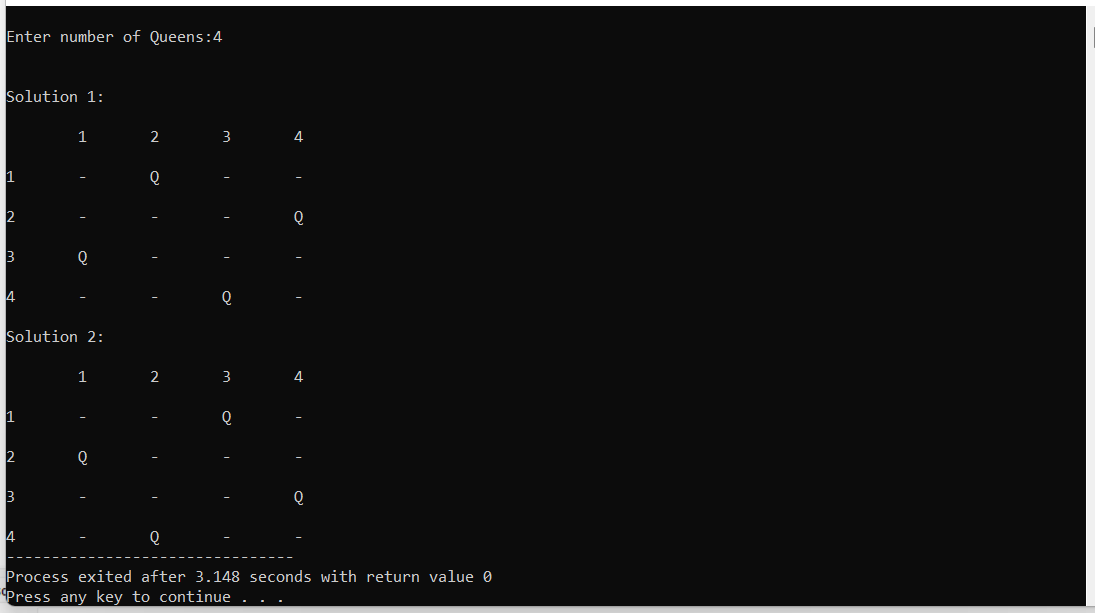 Enter number of Queens:4
Solution 1:
1 2 3 4
1 - Q - -
2 - - - Q
3 Q - - -
4 - - Q -
Solution 2:
1 2 3 4
1 - - Q -
2 Q - - -
3 - - - Q
4 - Q - -
--------------------------------
Process exited after 3.148 seconds with return value 0
Press any key to continue . . .